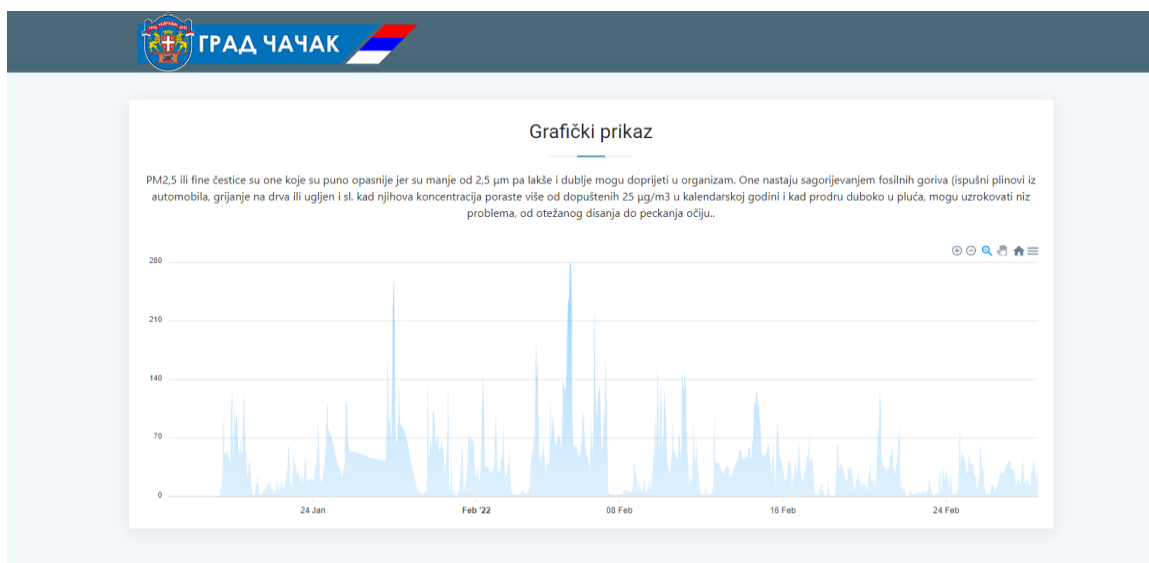 ГРАД ЧАЧАК
Grafički prikaz
PM2,5 ili fine čestice su one koje su puno opasnije jer su manje od 2,5 μm pa lakše i dublje mogu doprijeti u organizam. One nastaju sagorijevanjem fosilnih goriva (ispušni plinovi iz
automobila, grijanje na drva ili ugljen i sl. kad njihova koncentracija poraste više od dopuštenih 25 μg/m3 u kalendarskoj godini i kad prodru duboko u pluća, mogu uzrokovati niz
problema, od otežanog disanja do peckanja očiju..
280
210
140
70
0
24 Jan Feb '22 08 Feb 16 Feb 24 Feb